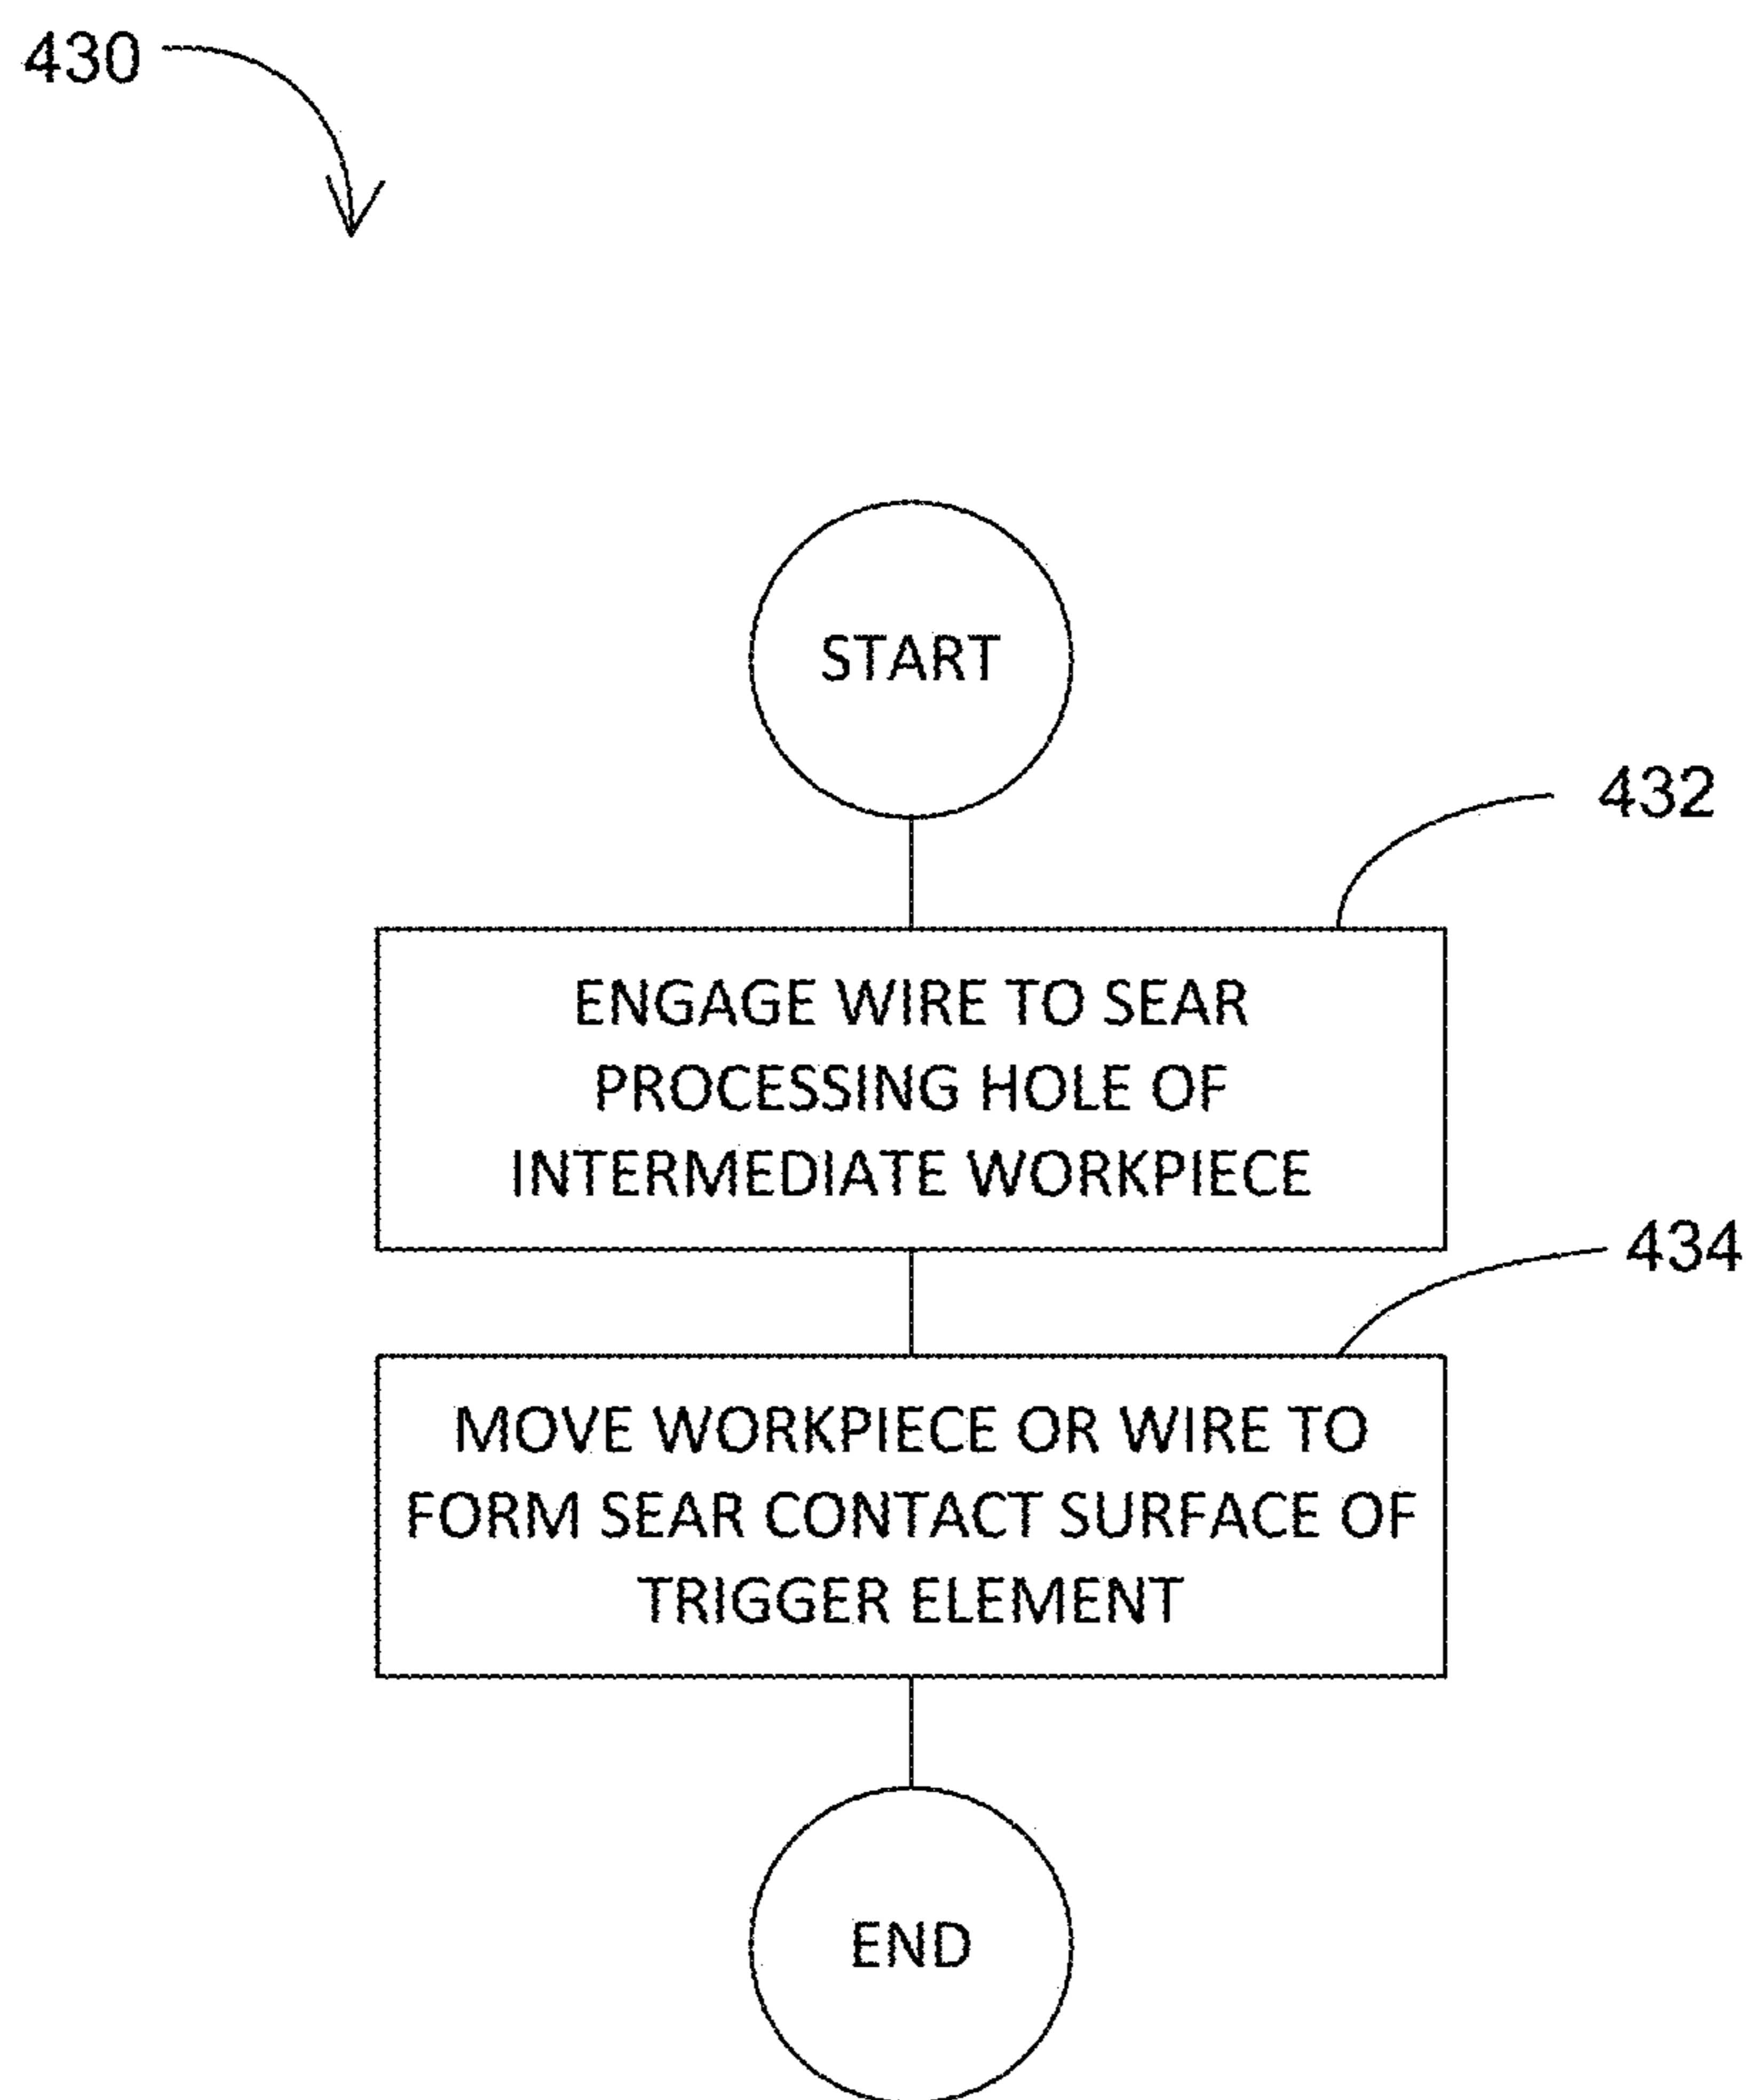 430
START
432
ENGAGE WIRE TO SEAR
PROCESSING HOLE OF
INTERMEDIATE WORKPIECE
434
MOVE WORKPIECE OR WIRE TO
FORM SEAR CONTACT SURFACE OF
TRIGGER ELEMENT
END